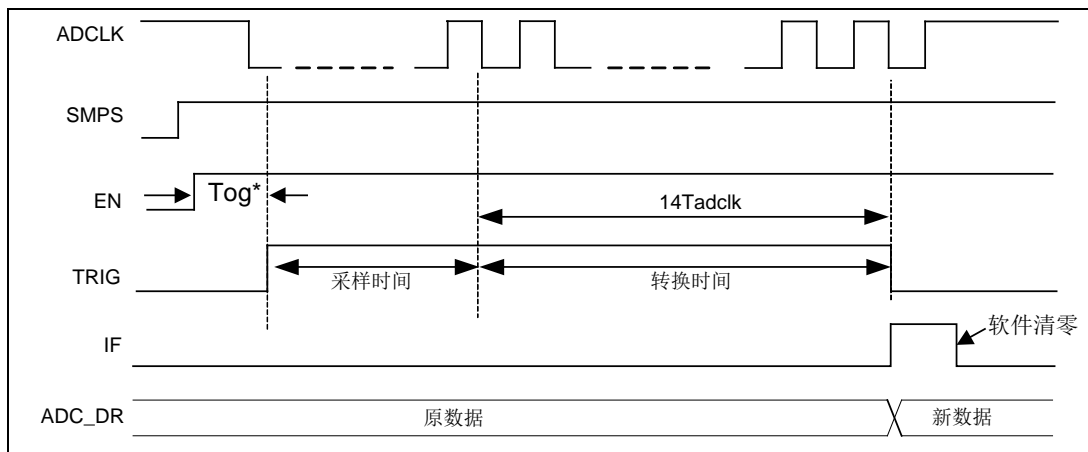 ADCLK
SMPS
EN
Tog*
14Tadclk
TRIG
采样时间
转换时间
IF
软件清零
ADC_DR
原数据
新数据